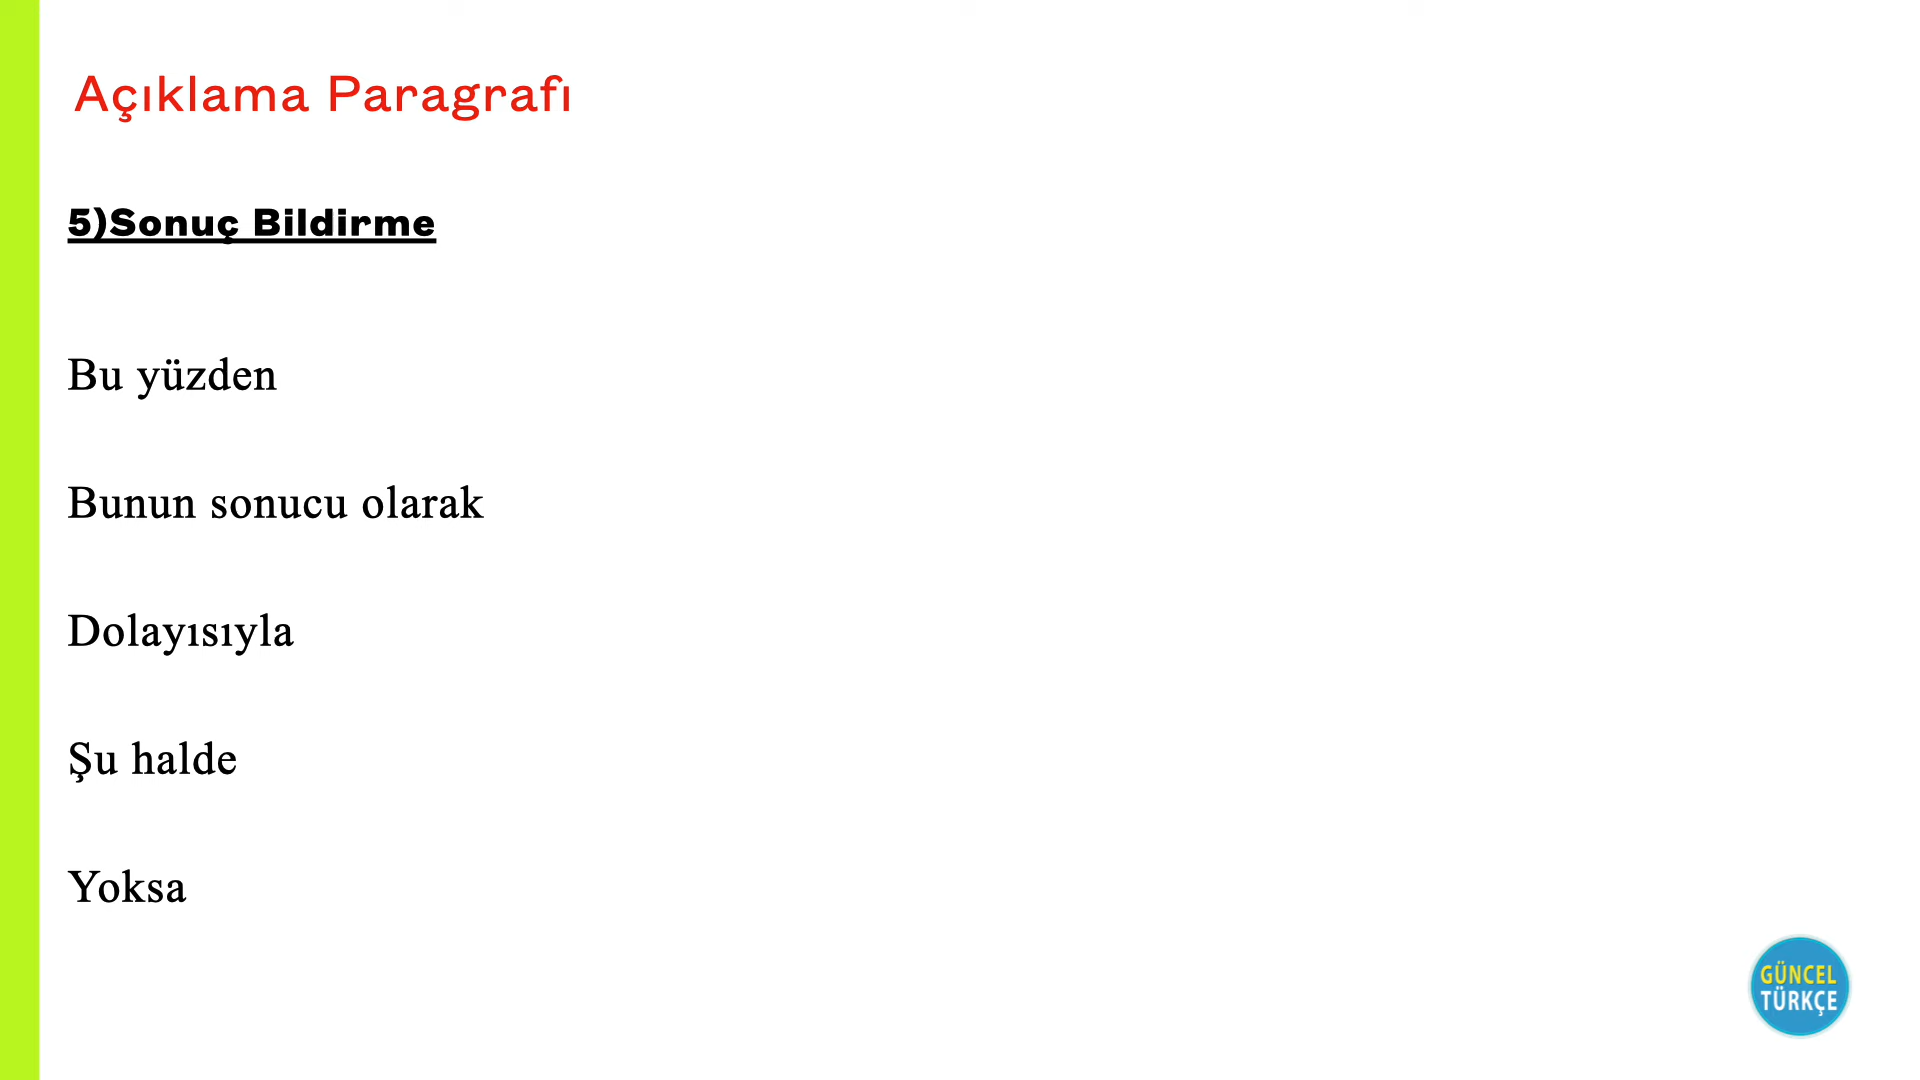 Açıklama Paragrafı
5)Sonuç Bildirme
Bu yüzden
Bunun sonucu olarak
Dolayısıyla
Şu halde
Yoksa
GÜNCEL
TÜRKÇE